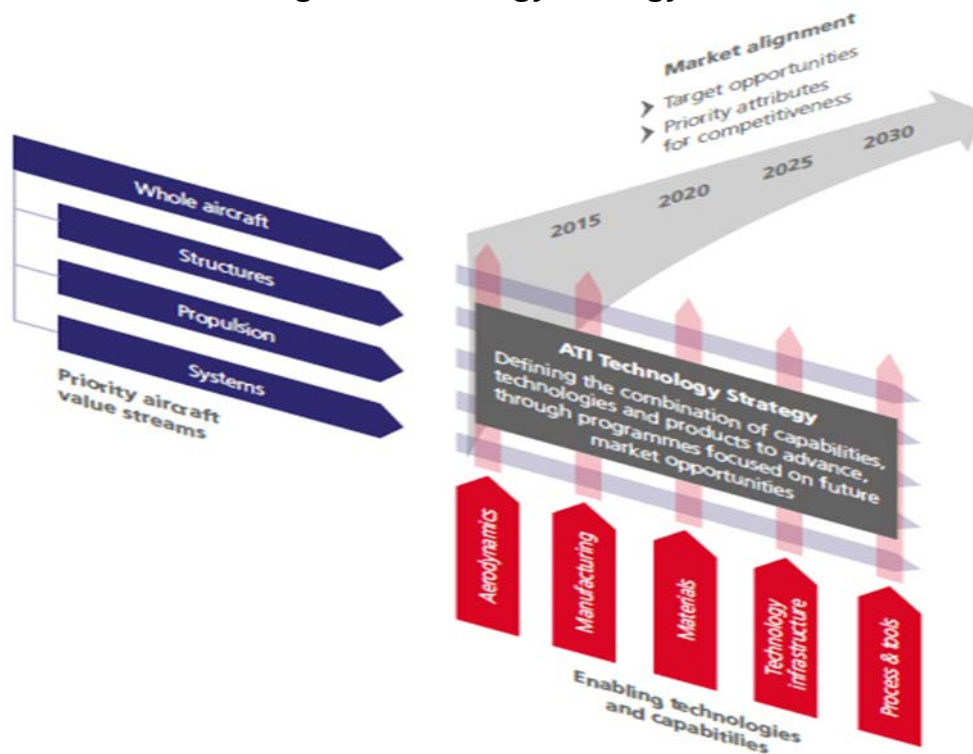 Market alignment
Target opportunities
Priority attributes
for competitiveness
2015
2020
2025
2030
Whole aircraft
Structures
Propulsion
Systems
Priority aircraft
value streams
ATI Technology Strategy
Defining the combination of capabilities,
technologies and products to advance,
through programmes focused on future
market opportunities
Aerodynamics
Manufacturing
Materials
Technology
infrastructure
Process & tools
Enabling technologies
and capabitilies